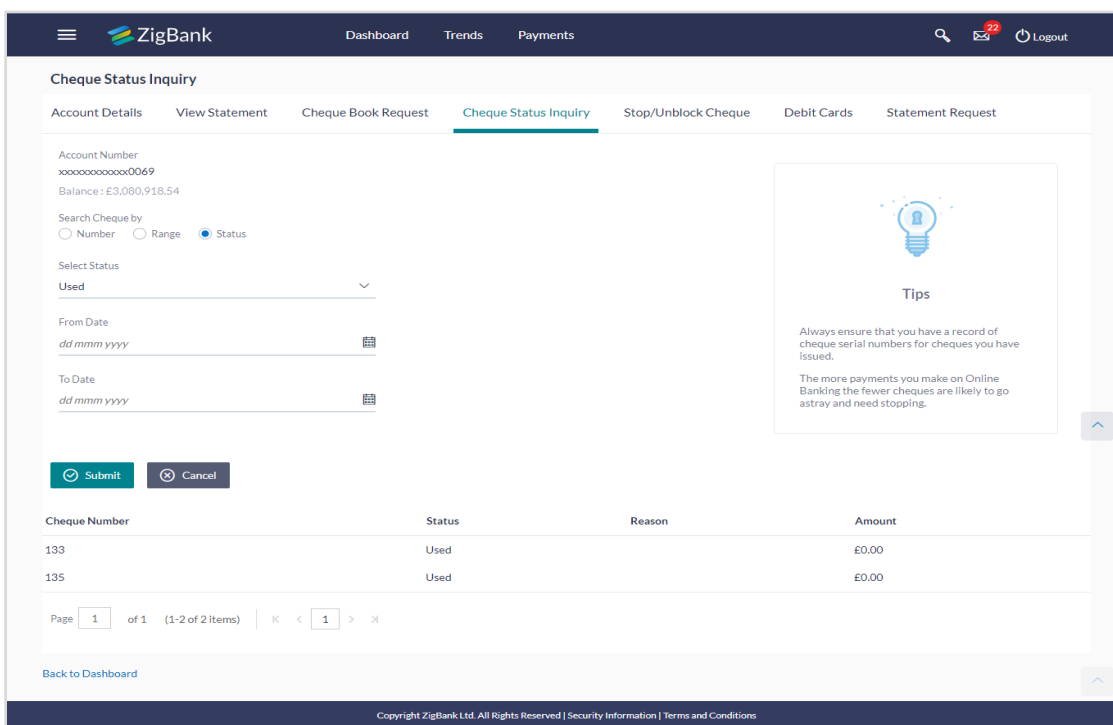 ZigBank Dashboard Trends Payments 22 Logout
Cheque Status Inquiry
Account Details View Statement Cheque Book Request Cheque Status Inquiry Stop/Unblock Cheque Debit Cards Statement Request
Account Number
xxxxxxxxxxxx0069
Balance : £3,080,918.54
Search Cheque by
Number Range Status
Select Status
Used
From Date
dd mmm yyyy
To Date
dd mmm yyyy
Tips
Always ensure that you have a record of
cheque serial numbers for cheques you have
issued.
The more payments you make on Online
Banking the fewer cheques are likely to go
astray and need stopping.
Submit Cancel
Cheque Number Status Reason Amount
133 Used £0.00
135 Used £0.00
Page 1 of 1 (1-2 of 2 items) 1
Back to Dashboard
Copyright ZigBank Ltd. All Rights Reserved | Security Information | Terms and Conditions